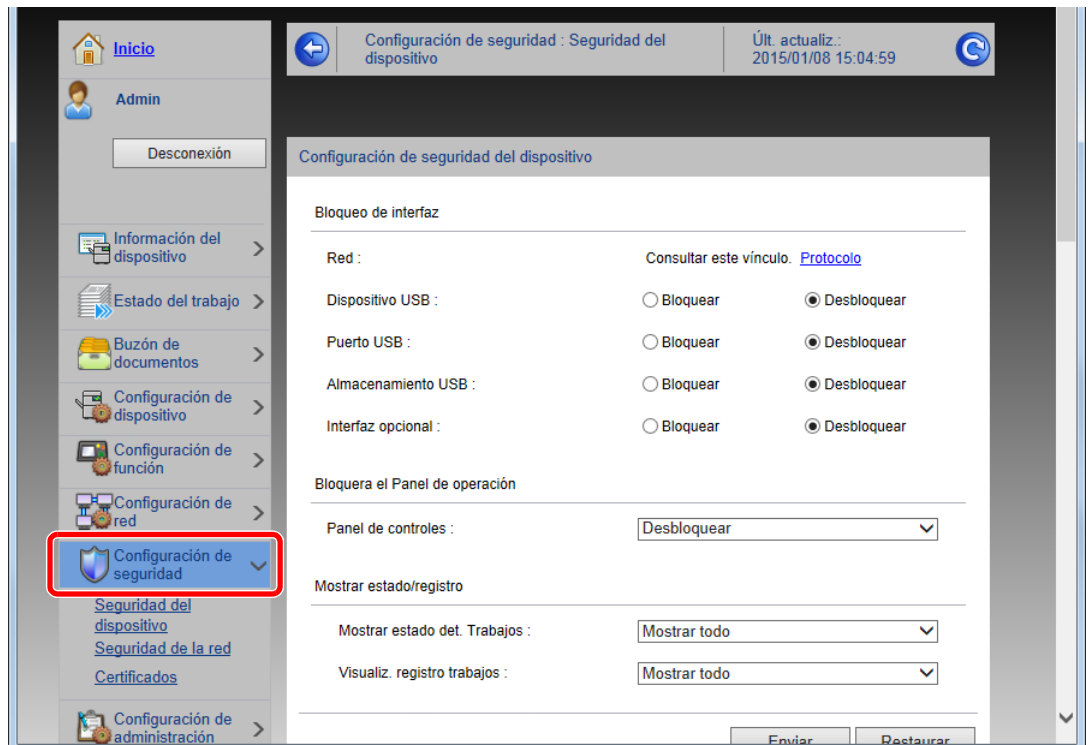 Inicio
Admin
Desconexión
Información del
dispositivo
Estado del trabajo
Buzón de
documentos
Configuración de
dispositivo
Configuración de
función
Configuración de
red
Configuración de
seguridad
Seguridad del
dispositivo
Seguridad de la red
Certificados
Configuración de
administración
Configuración de seguridad : Seguridad del
dispositivo
Últ. actualiz.:
2015/01/08 15:04:59
Configuración de seguridad del dispositivo
Bloqueo de interfaz
Red : Consultar este vínculo. Protocolo
Dispositivo USB : Bloquear Desbloquear
Puerto USB : Bloquear Desbloquear
Almacenamiento USB : Bloquear Desbloquear
Interfaz opcional : Bloquear Desbloquear
Bloquera el Panel de operación
Panel de controles : Desbloquear
Mostrar estado/registro
Mostrar estado det. Trabajos : Mostrar todo
Visualiz. registro trabajos : Mostrar todo
Enviar Restaurar